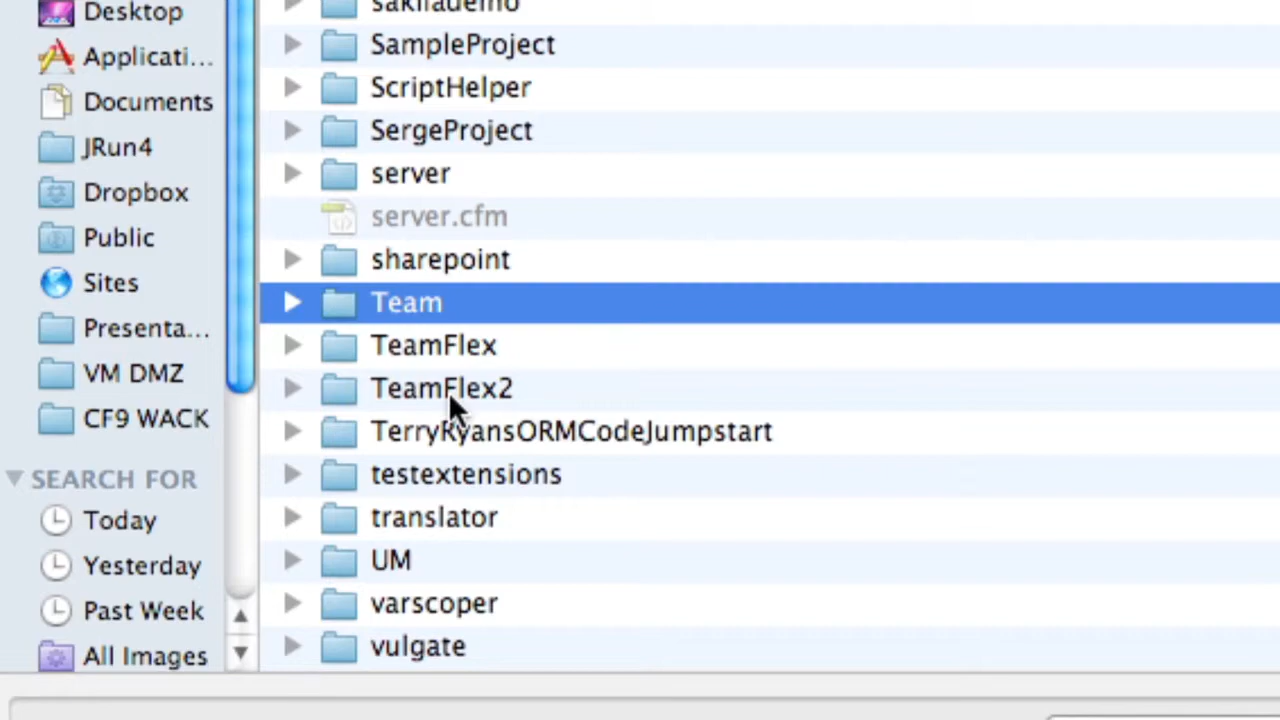 Desktop
Applicati...
Documents
JRun4
Dropbox
Public
Sites
Presenta...
VM DMZ
CF9 WACK
SEARCH FOR
Today
Yesterday
Past Week
All Images
sakilademo
SampleProject
ScriptHelper
SergeProject
server
server.cfm
sharepoint
Team
TeamFlex
TeamFlex2
TerryRyansORMCodeJumpstart
testextensions
translator
UM
varscoper
vulgate